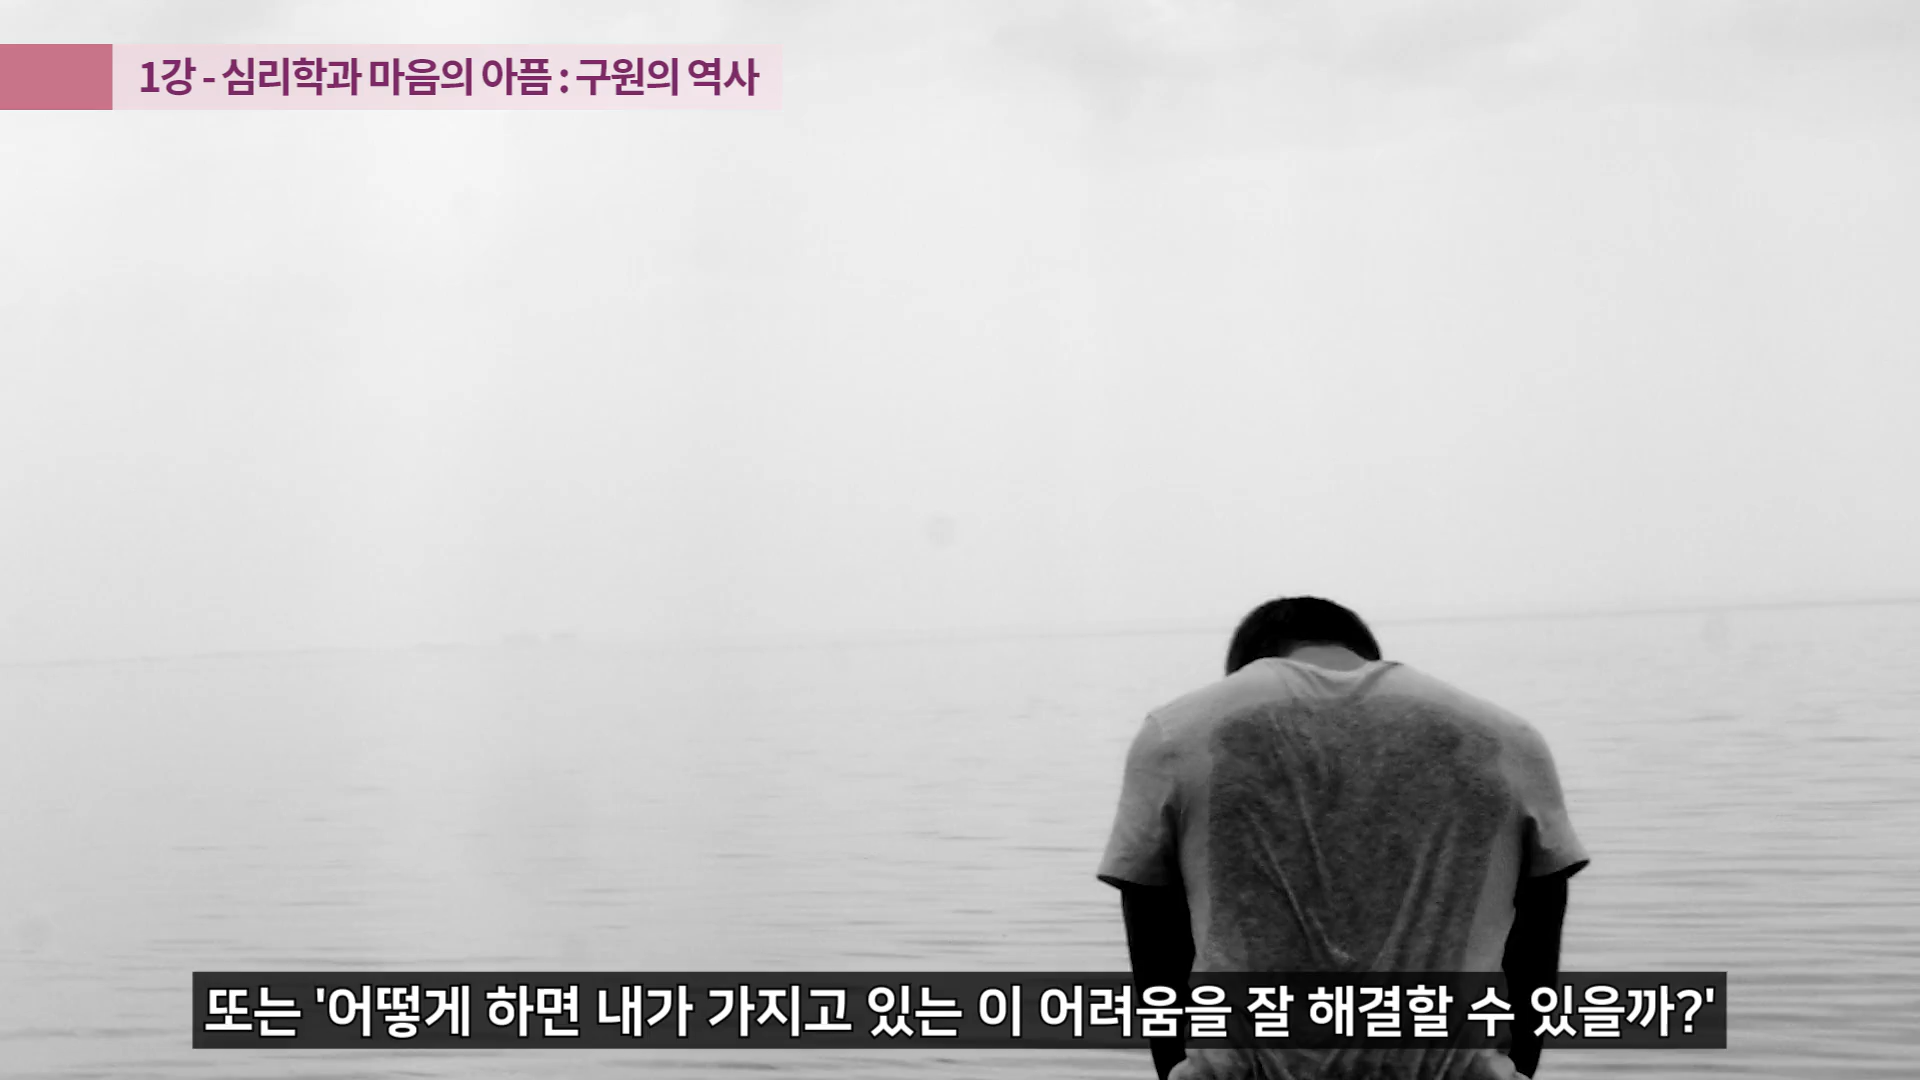 1강 - 심리학과 마음의 아픔 : 구원의 역사
또는 '어떻게 하면 내가 가지고 있는 이 어려움을 잘 해결할 수 있을까?'